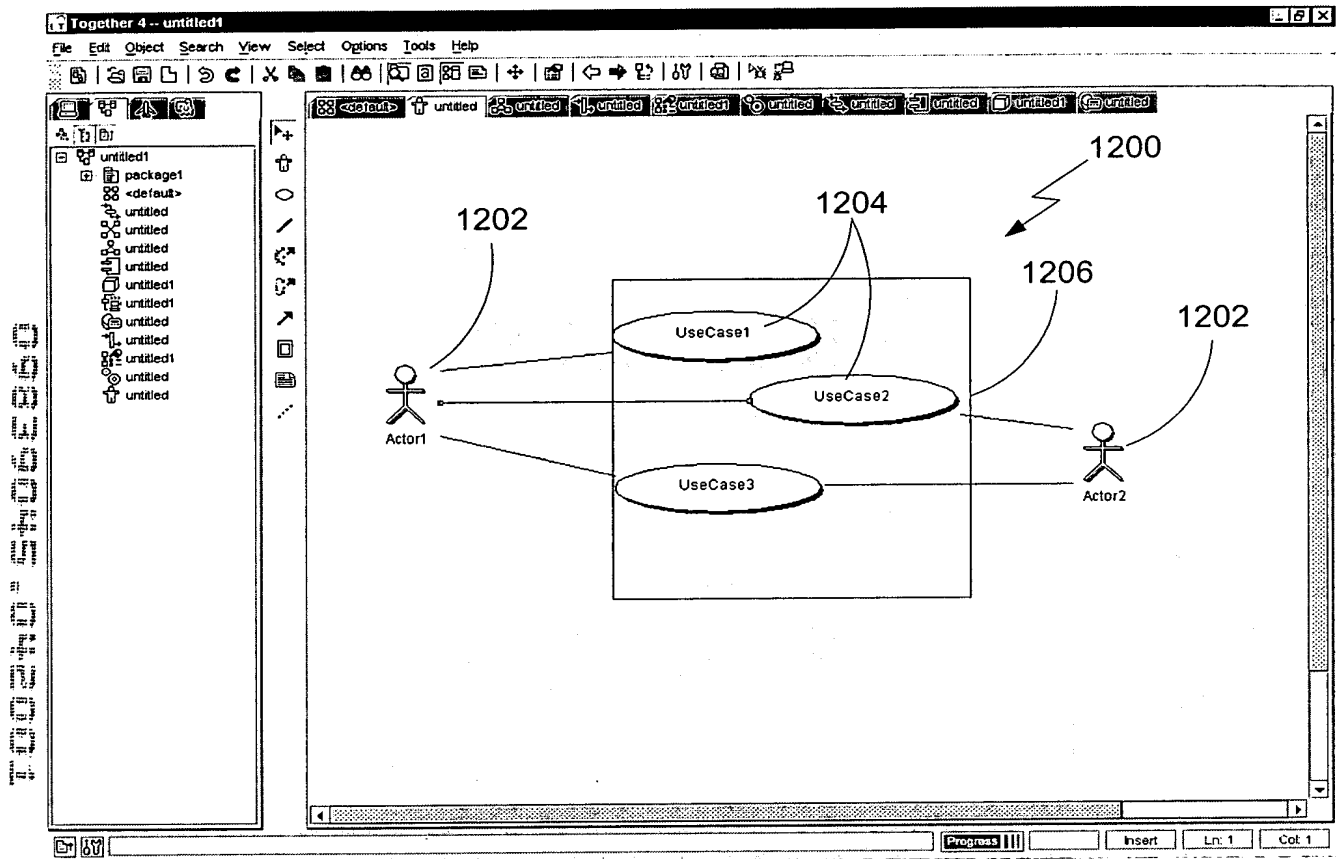 Together 4 -- untitled1
File Edit Object Search View Select Options Tools Help
<default> untitled untitled untitled untitled1 untitled untitled untitled untitled1 untitled
untitled1
package1
<default>
untitled
untitled
untitled
untitled
untitled1
untitled1
untitled
untitled
untitled1
untitled
untitled
1200
1202
1204
1206
1202
UseCase1
UseCase2
UseCase3
Actor1
Actor2
09839045.042001
Progress Insert Ln: 1 Col: 1